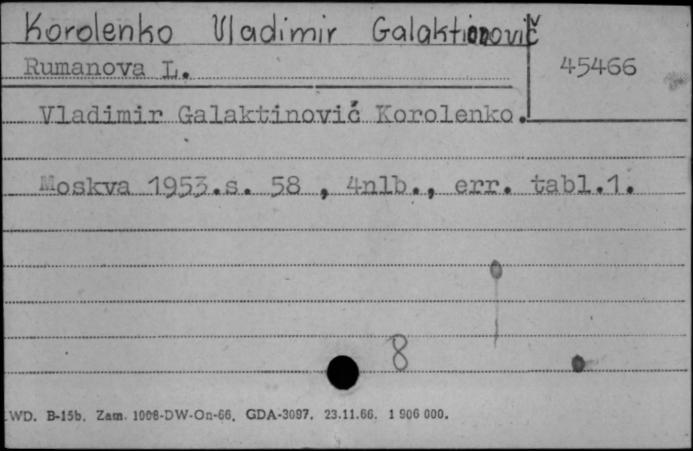 Korolenko Vladimir Galaktionovič
Rumanova L.
45466
Vladimir Galaktinovič Korolenko.
Moskva 1953.s. 58 , 4nlb., err. tabl.1.
8
WD. B-15b. Zam. 1008-DW-On-66. GDA-3097. 23.11.66. 1 906 000.